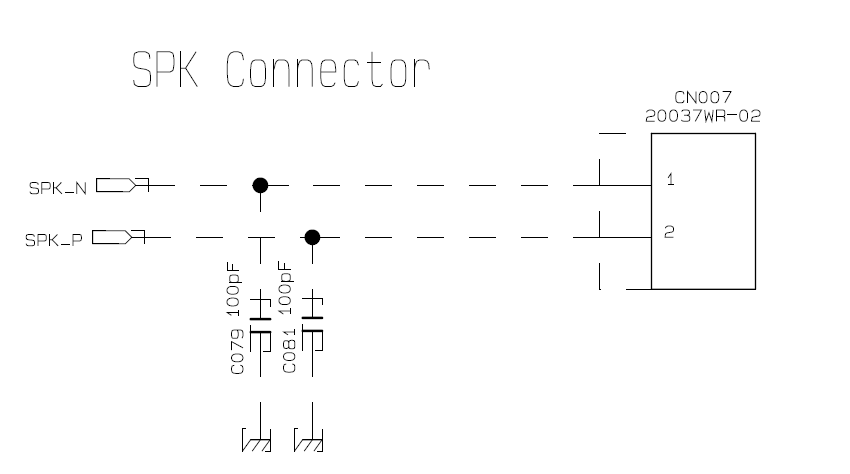 SPK Connector
CN007
20037WR-02
SPK_N
1
SPK_P
2
C079 100pF
C081 100pF